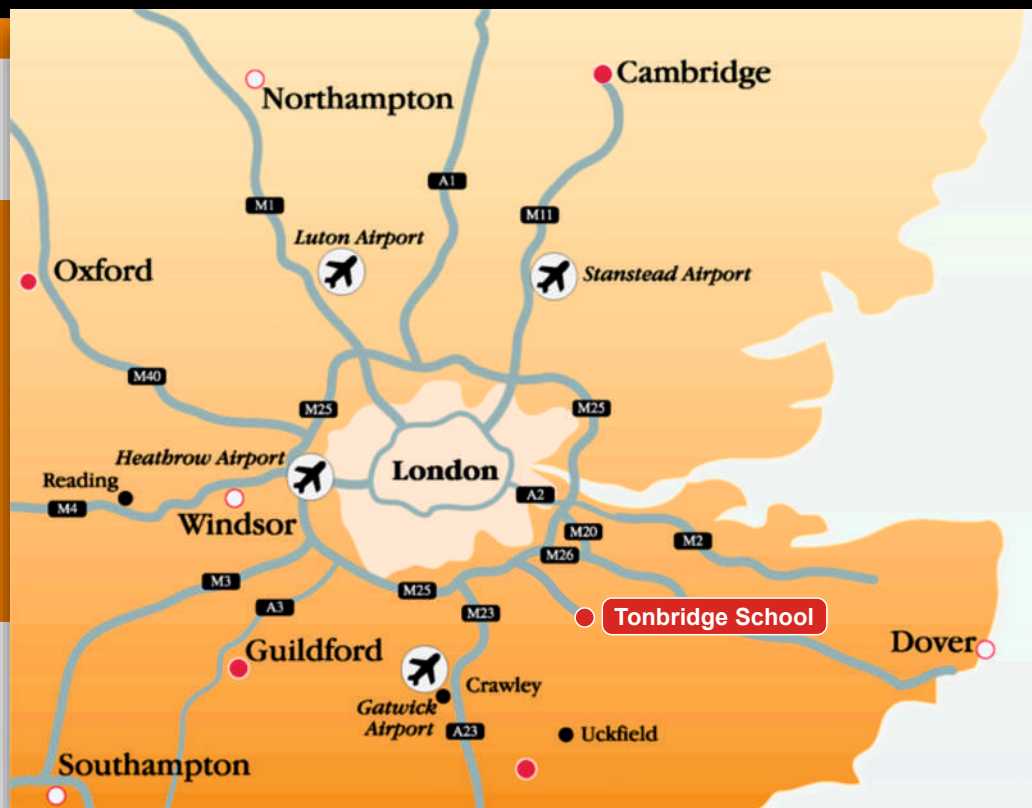 Cambridge
Northampton
A1
M1
M11
Luton Airport
Oxford
Stanstead Airport
M40
M25
M25
Heathrow Airport
London
Reading
A2
M4
Windsor
M20
M2
M26
M3
M25
A3
M23
Tonbridge School
Guildford
Dover
Crawley
Gatwick
Airport
A23
Uckfield
Southampton